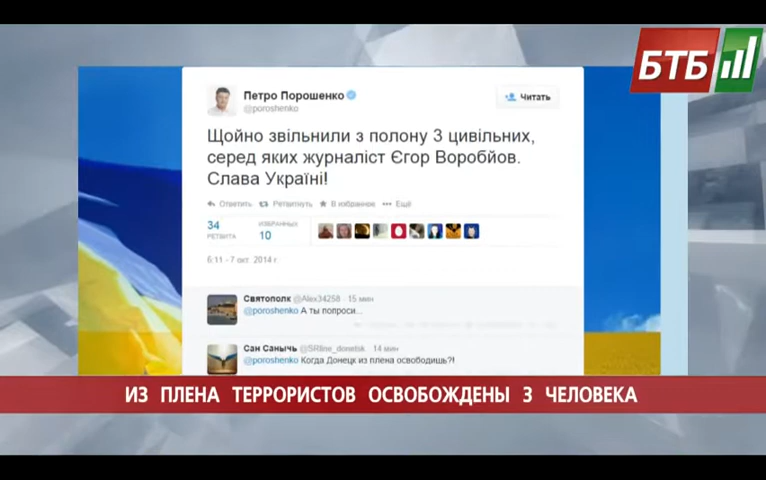 БТБ
Петро Порошенко
@poroshenko
Читать
Щойно звільнили з полону 3 цивільних,
серед яких журналіст Єгор Воробйов.
Слава Україні!
Ответить Ретвитнуть В избранное ••• Ещё
34 ИЗБРАННЫХ
РЕТВИТА 10
6:11 - 7 окт. 2014 г.
Святополк @Alex34258 · 15 мин
@poroshenko А ты попроси...
Сан Санычь @SRline_donetsk · 14 мин
@poroshenko Когда Донецк из плена освободишь?!
ИЗ ПЛЕНА ТЕРРОРИСТОВ ОСВОБОЖДЕНЫ 3 ЧЕЛОВЕКА